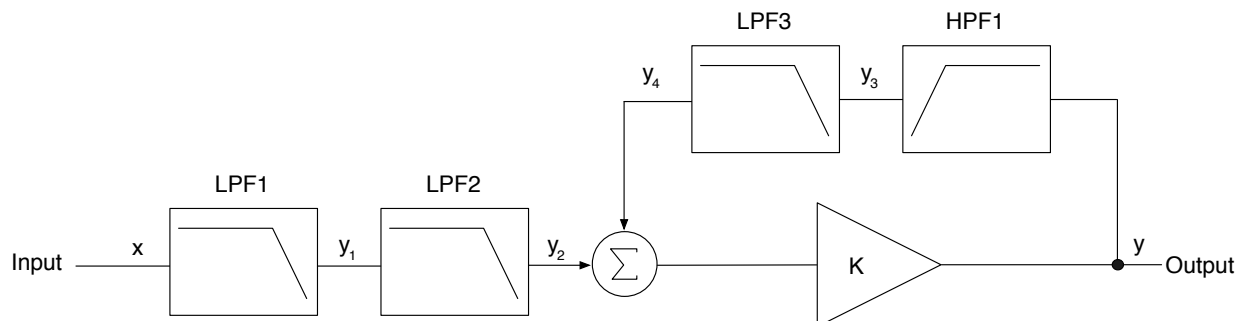 LPF3 HPF1
y4 y3
LPF1 LPF2
Input x y1 y2 Σ K y Output